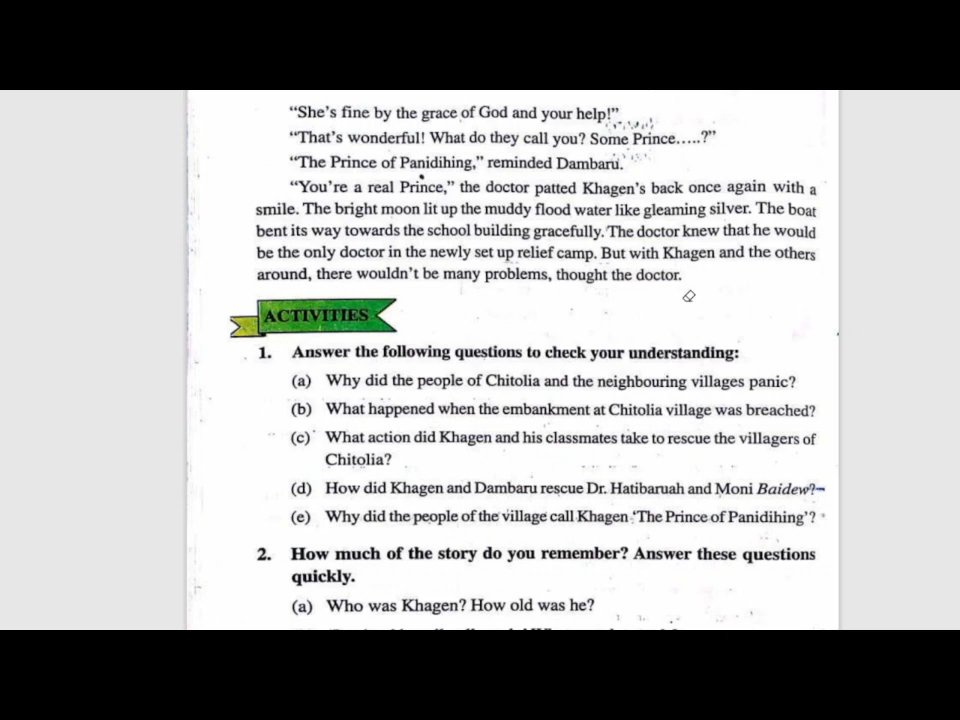 "She's fine by the grace of God and your help!"
"That's wonderful! What do they call you? Some Prince.....?"
"The Prince of Panidihing," reminded Dambaru.
"You're a real Prince," the doctor patted Khagen's back once again with a
smile. The bright moon lit up the muddy flood water like gleaming silver. The boat
bent its way towards the school building gracefully. The doctor knew that he would
be the only doctor in the newly set up relief camp. But with Khagen and the others
around, there wouldn't be many problems, thought the doctor.
ACTIVITIES
1. Answer the following questions to check your understanding:
(a) Why did the people of Chitolia and the neighbouring villages panic?
(b) What happened when the embankment at Chitolia village was breached?
(c) What action did Khagen and his classmates take to rescue the villagers of
Chitolia?
(d) How did Khagen and Dambaru rescue Dr. Hatibaruah and Moni Baidew?
(e) Why did the people of the village call Khagen 'The Prince of Panidihing'?
2. How much of the story do you remember? Answer these questions
quickly.
(a) Who was Khagen? How old was he?